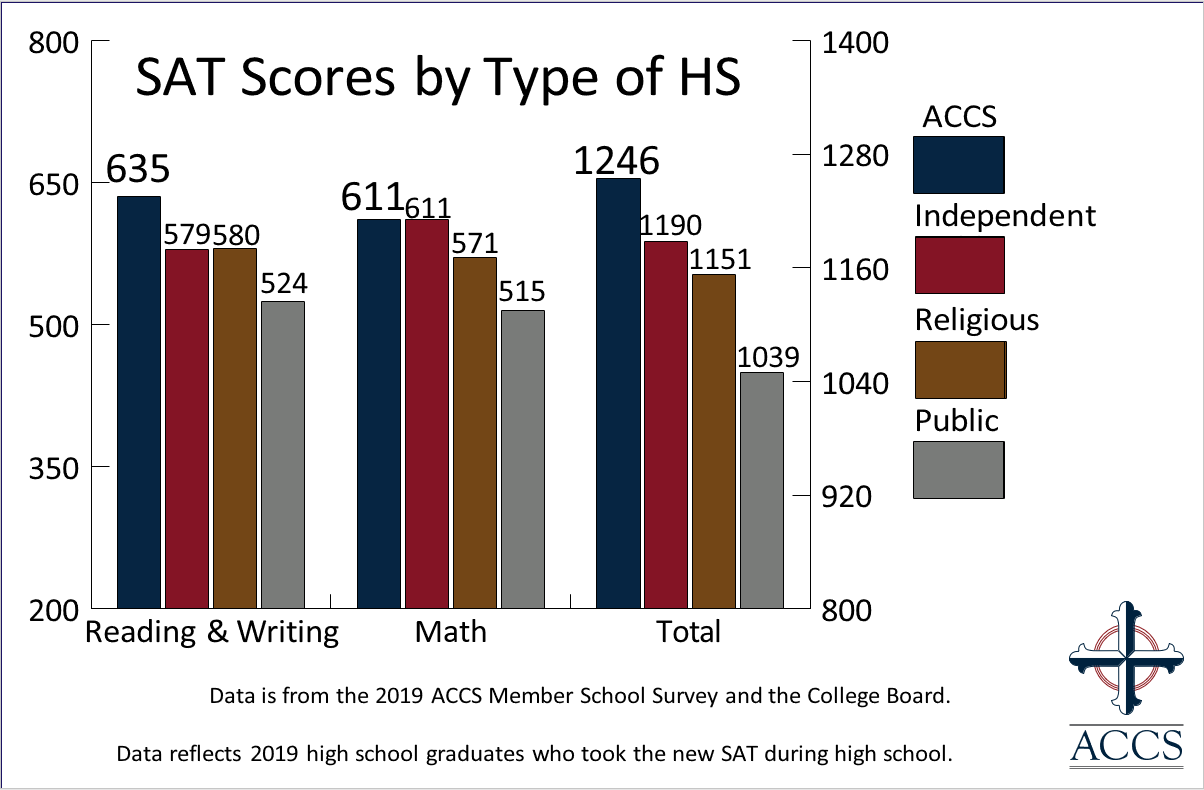 SAT Scores by Type of HS
800
650
500
350
200
1400
1280
1160
1040
920
800
635
579
580
524
611
611
571
515
1246
1190
1151
1039
Reading & Writing
Math
Total
ACCS
Independent
Religious
Public
Data is from the 2019 ACCS Member School Survey and the College Board.
Data reflects 2019 high school graduates who took the new SAT during high school.
ACCS